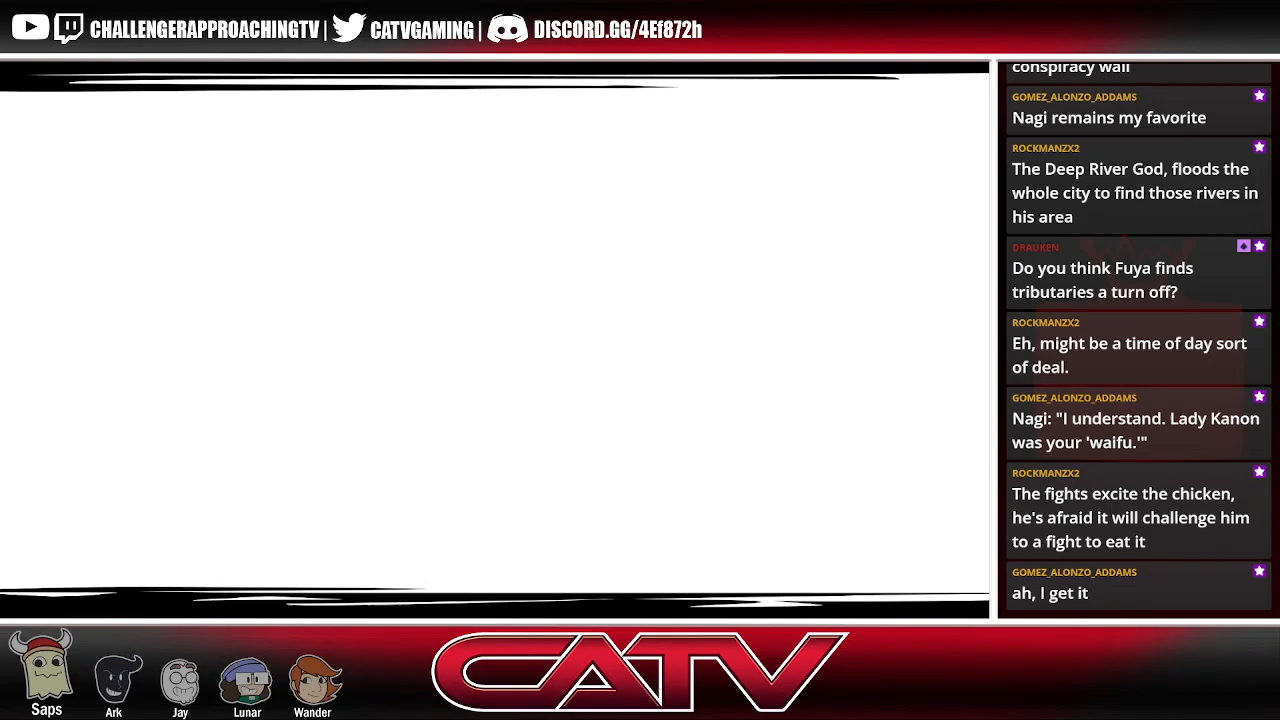 CHALLENGERAPPROACHINGTV | CATVGAMING | DISCORD.GG/4Ef872h
conspiracy wall
GOMEZ_ALONZO_ADDAMS
Nagi remains my favorite
ROCKMANZX2
The Deep River God, floods the
whole city to find those rivers in
his area
DRAUKEN
Do you think Fuya finds
tributaries a turn off?
ROCKMANZX2
Eh, might be a time of day sort
of deal.
GOMEZ_ALONZO_ADDAMS
Nagi: "I understand. Lady Kanon
was your 'waifu.'"
ROCKMANZX2
The fights excite the chicken,
he's afraid it will challenge him
to a fight to eat it
GOMEZ_ALONZO_ADDAMS
ah, I get it
Saps
Ark
Jay
Lunar
Wander
CATV